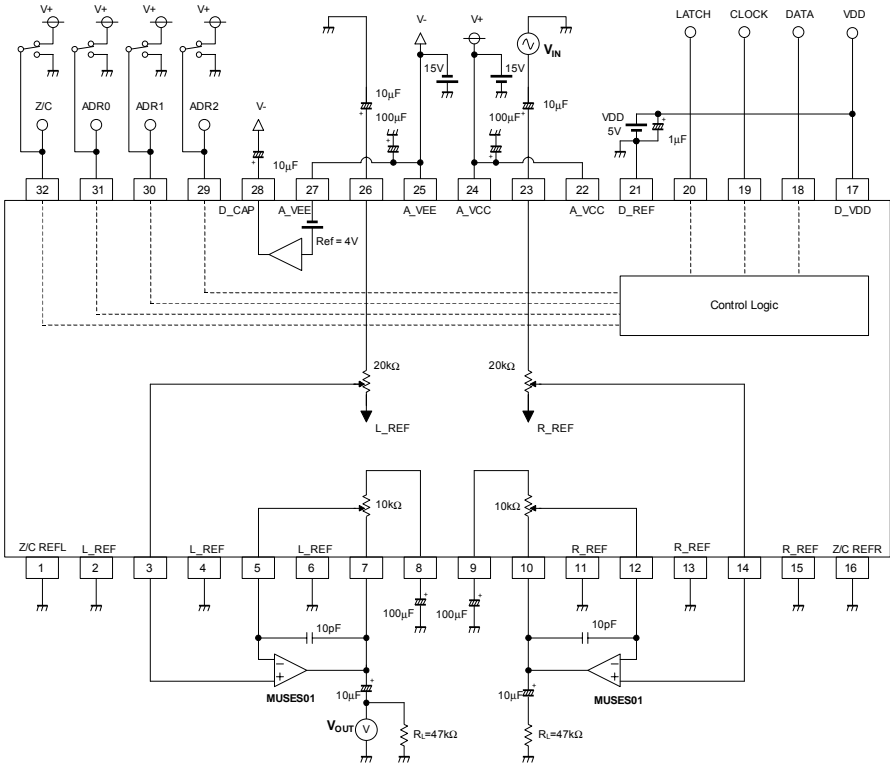 V+ V+ V+ V+ V- V+ LATCH CLOCK DATA VDD
V_IN
15V 15V
Z/C ADR0 ADR1 ADR2 V- 10μF 10μF
100μF 100μF
VDD
5V
1μF
10μF
32 31 30 29 28 27 26 25 24 23 22 21 20 19 18 17
D_CAP A_VEE A_VEE A_VCC A_VCC D_REF D_VDD
Ref = 4V
Control Logic
20kΩ 20kΩ
L_REF R_REF
10kΩ 10kΩ
Z/C REFL L_REF L_REF L_REF R_REF R_REF R_REF Z/C REFR
1 2 3 4 5 6 7 8 9 10 11 12 13 14 15 16
100μF 100μF
10pF 10pF
− + − +
MUSES01 MUSES01
10μF 10μF
V_OUT V R_L=47kΩ R_L=47kΩ